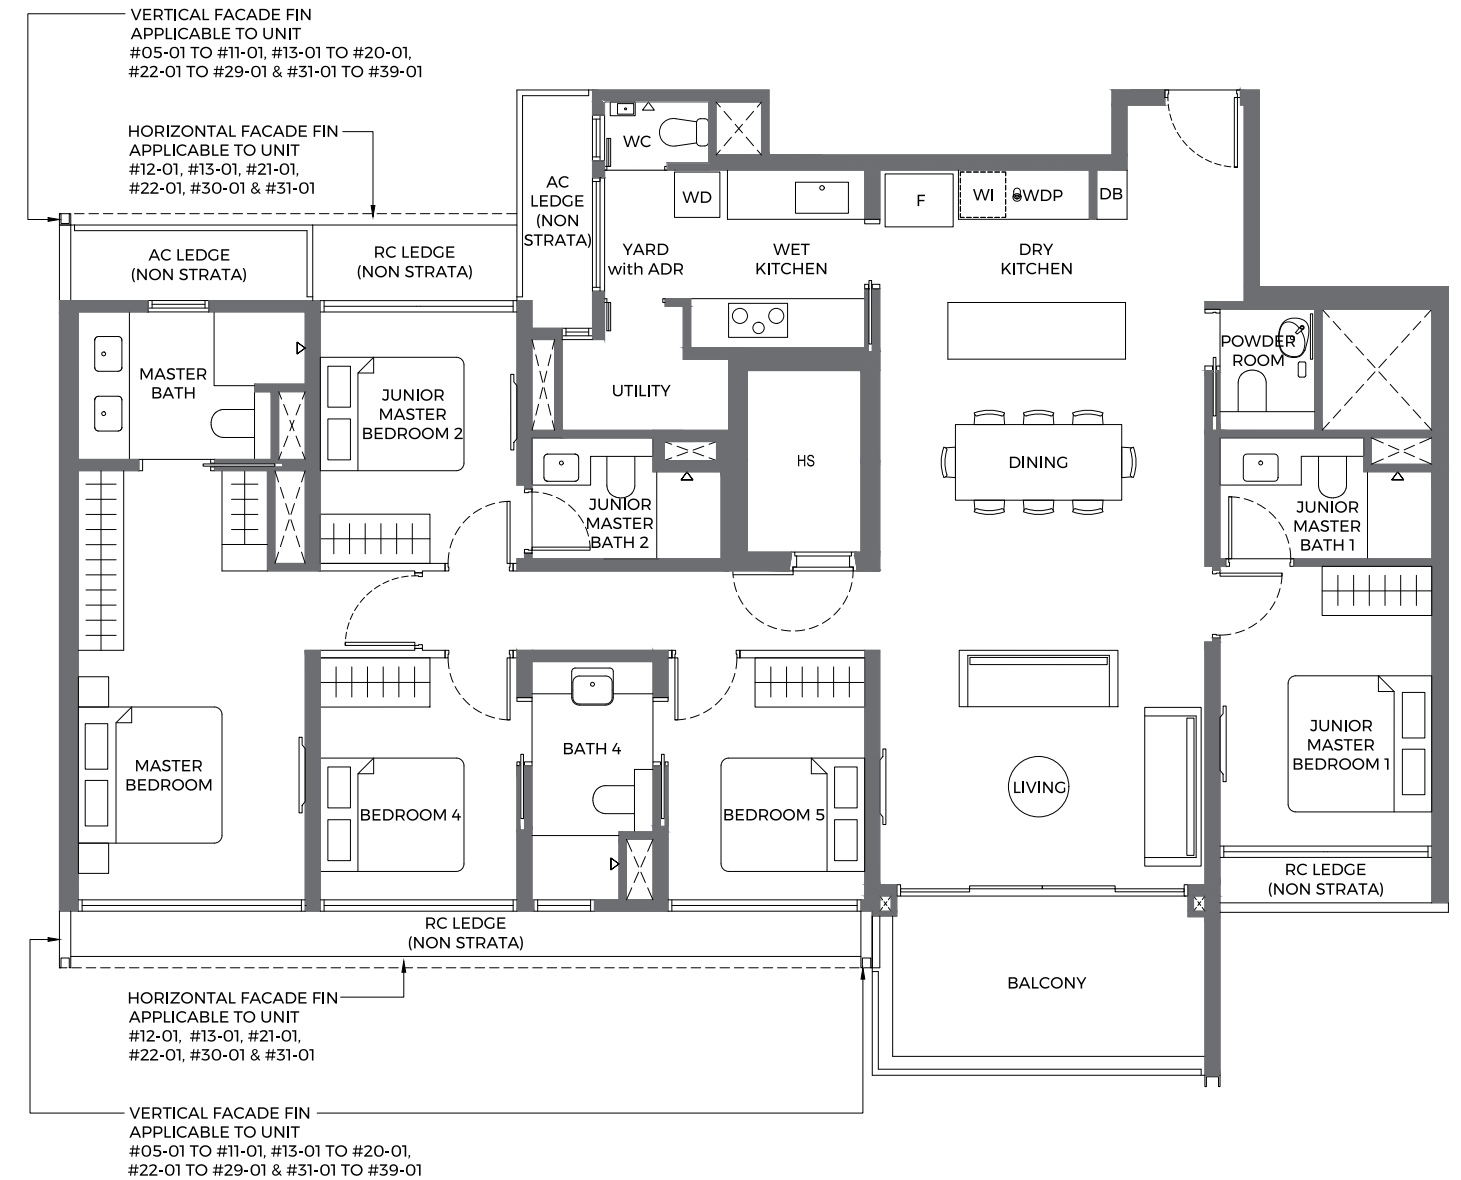 VERTICAL FACADE FIN
APPLICABLE TO UNIT
#05-01 TO #11-01, #13-01 TO #20-01,
#22-01 TO #29-01 & #31-01 TO #39-01
HORIZONTAL FACADE FIN
APPLICABLE TO UNIT
#12-01, #13-01, #21-01,
#22-01, #30-01 & #31-01
WC
AC
LEDGE
(NON
STRATA)
WD
F
WI
WDP
DB
AC LEDGE
(NON STRATA)
RC LEDGE
(NON STRATA)
YARD
with ADR
WET
KITCHEN
DRY
KITCHEN
MASTER
BATH
JUNIOR
MASTER
BEDROOM 2
UTILITY
POWDER
ROOM
HS
DINING
JUNIOR
MASTER
BATH 2
JUNIOR
MASTER
BATH 1
MASTER
BEDROOM
BEDROOM 4
BATH 4
BEDROOM 5
LIVING
JUNIOR
MASTER
BEDROOM 1
RC LEDGE
(NON STRATA)
RC LEDGE
(NON STRATA)
BALCONY
HORIZONTAL FACADE FIN
APPLICABLE TO UNIT
#12-01, #13-01, #21-01,
#22-01, #30-01 & #31-01
VERTICAL FACADE FIN
APPLICABLE TO UNIT
#05-01 TO #11-01, #13-01 TO #20-01,
#22-01 TO #29-01 & #31-01 TO #39-01